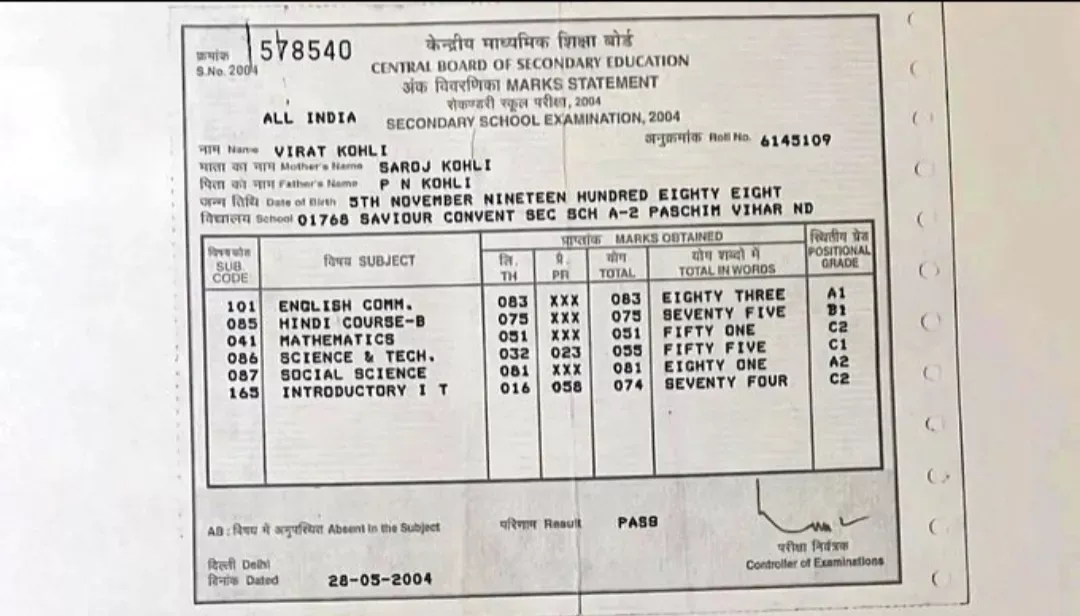 क्रमांक 1578540
S.No. 2004
केन्द्रीय माध्यमिक शिक्षा बोर्ड
CENTRAL BOARD OF SECONDARY EDUCATION
अंक विवरणिका MARKS STATEMENT
सेकण्डरी स्कूल परीक्षा, 2004
ALL INDIA SECONDARY SCHOOL EXAMINATION, 2004
अनुक्रमांक Roll No. 6145109
नाम Name VIRAT KOHLI
माता का नाम Mother's Name SAROJ KOHLI
पिता का नाम Father's Name P N KOHLI
जन्म तिथि Date of Birth 5TH NOVEMBER NINETEEN HUNDRED EIGHTY EIGHT
विद्यालय School 01768 SAVIOUR CONVENT SEC SCH A-2 PASCHIM VIHAR ND
विषय कोड SUB. CODE
विषय SUBJECT
प्राप्तांक MARKS OBTAINED
लि. TH
प्रे. PR
योग TOTAL
योग शब्दों में TOTAL IN WORDS
स्थितीय ग्रेड POSITIONAL GRADE
101 ENGLISH COMM. 083 XXX 083 EIGHTY THREE A1
085 HINDI COURSE-B 075 XXX 075 SEVENTY FIVE B1
041 MATHEMATICS 051 XXX 051 FIFTY ONE C2
086 SCIENCE & TECH. 032 023 055 FIFTY FIVE C1
087 SOCIAL SCIENCE 081 XXX 081 EIGHTY ONE A2
165 INTRODUCTORY I T 016 058 074 SEVENTY FOUR C2
AB : विषय में अनुपस्थित Absent in the Subject
परिणाम Result PASS
परीक्षा नियंत्रक
Controller of Examinations
दिल्ली Delhi
दिनांक Dated 28-05-2004